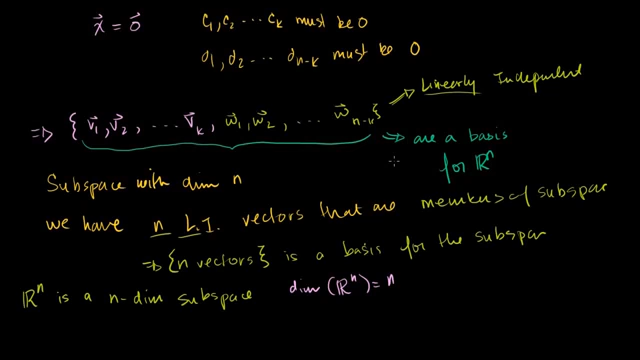 x⃗ = 0⃗ c₁, c₂ ... cₖ must be 0
d₁, d₂ ... dₙ₋ₖ must be 0
⇒ { v⃗₁, v⃗₂, ... v⃗ₖ, w⃗₁, w⃗₂, ... w⃗ₙ₋ₖ} ⇒ Linearly Independent
→ are a basis
for ℝⁿ
Subspace with dim n
we have n L.I. vectors that are members of subspac
⇒ {n vectors} is a basis for the subspac
ℝⁿ is a n-dim subspace dim(ℝⁿ) = n